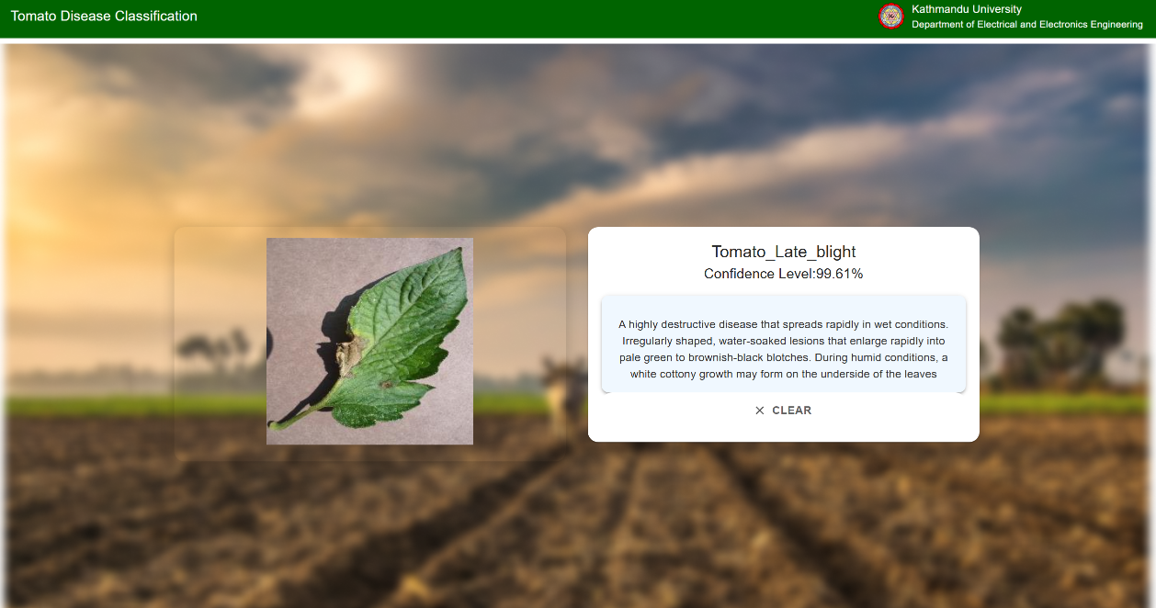 Tomato Disease Classification
Kathmandu University
Department of Electrical and Electronics Engineering
Tomato_Late_blight
Confidence Level:99.61%
A highly destructive disease that spreads rapidly in wet conditions.
Irregularly shaped, water-soaked lesions that enlarge rapidly into
pale green to brownish-black blotches. During humid conditions, a
white cottony growth may form on the underside of the leaves
✕ CLEAR